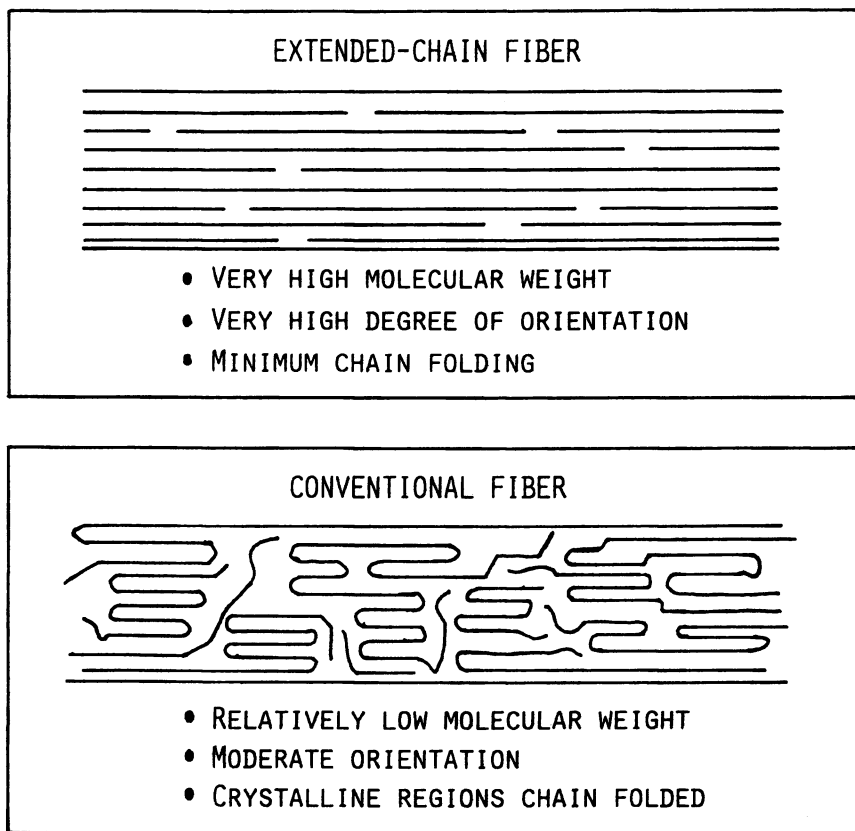 EXTENDED-CHAIN FIBER
• VERY HIGH MOLECULAR WEIGHT
• VERY HIGH DEGREE OF ORIENTATION
• MINIMUM CHAIN FOLDING
CONVENTIONAL FIBER
• RELATIVELY LOW MOLECULAR WEIGHT
• MODERATE ORIENTATION
• CRYSTALLINE REGIONS CHAIN FOLDED